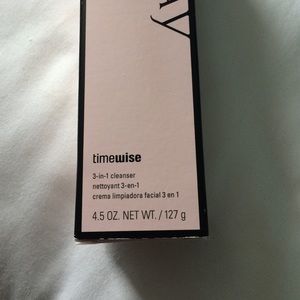 timewise
3-in-1 cleanser
nettoyant 3-en-1
crema limpiadora facial 3 en 1
4.5 OZ. NET WT. / 127 g